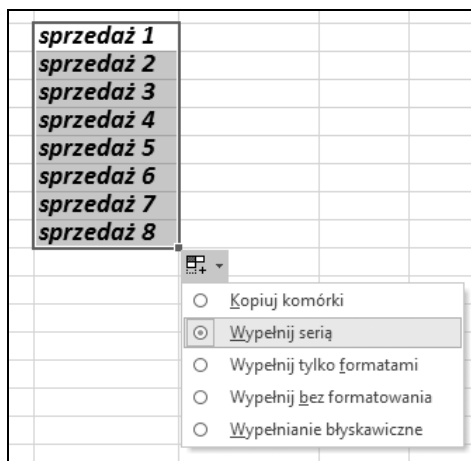 sprzedaż 1
sprzedaż 2
sprzedaż 3
sprzedaż 4
sprzedaż 5
sprzedaż 6
sprzedaż 7
sprzedaż 8
Kopiuj komórki
Wypełnij serią
Wypełnij tylko formatami
Wypełnij bez formatowania
Wypełnianie błyskawiczne